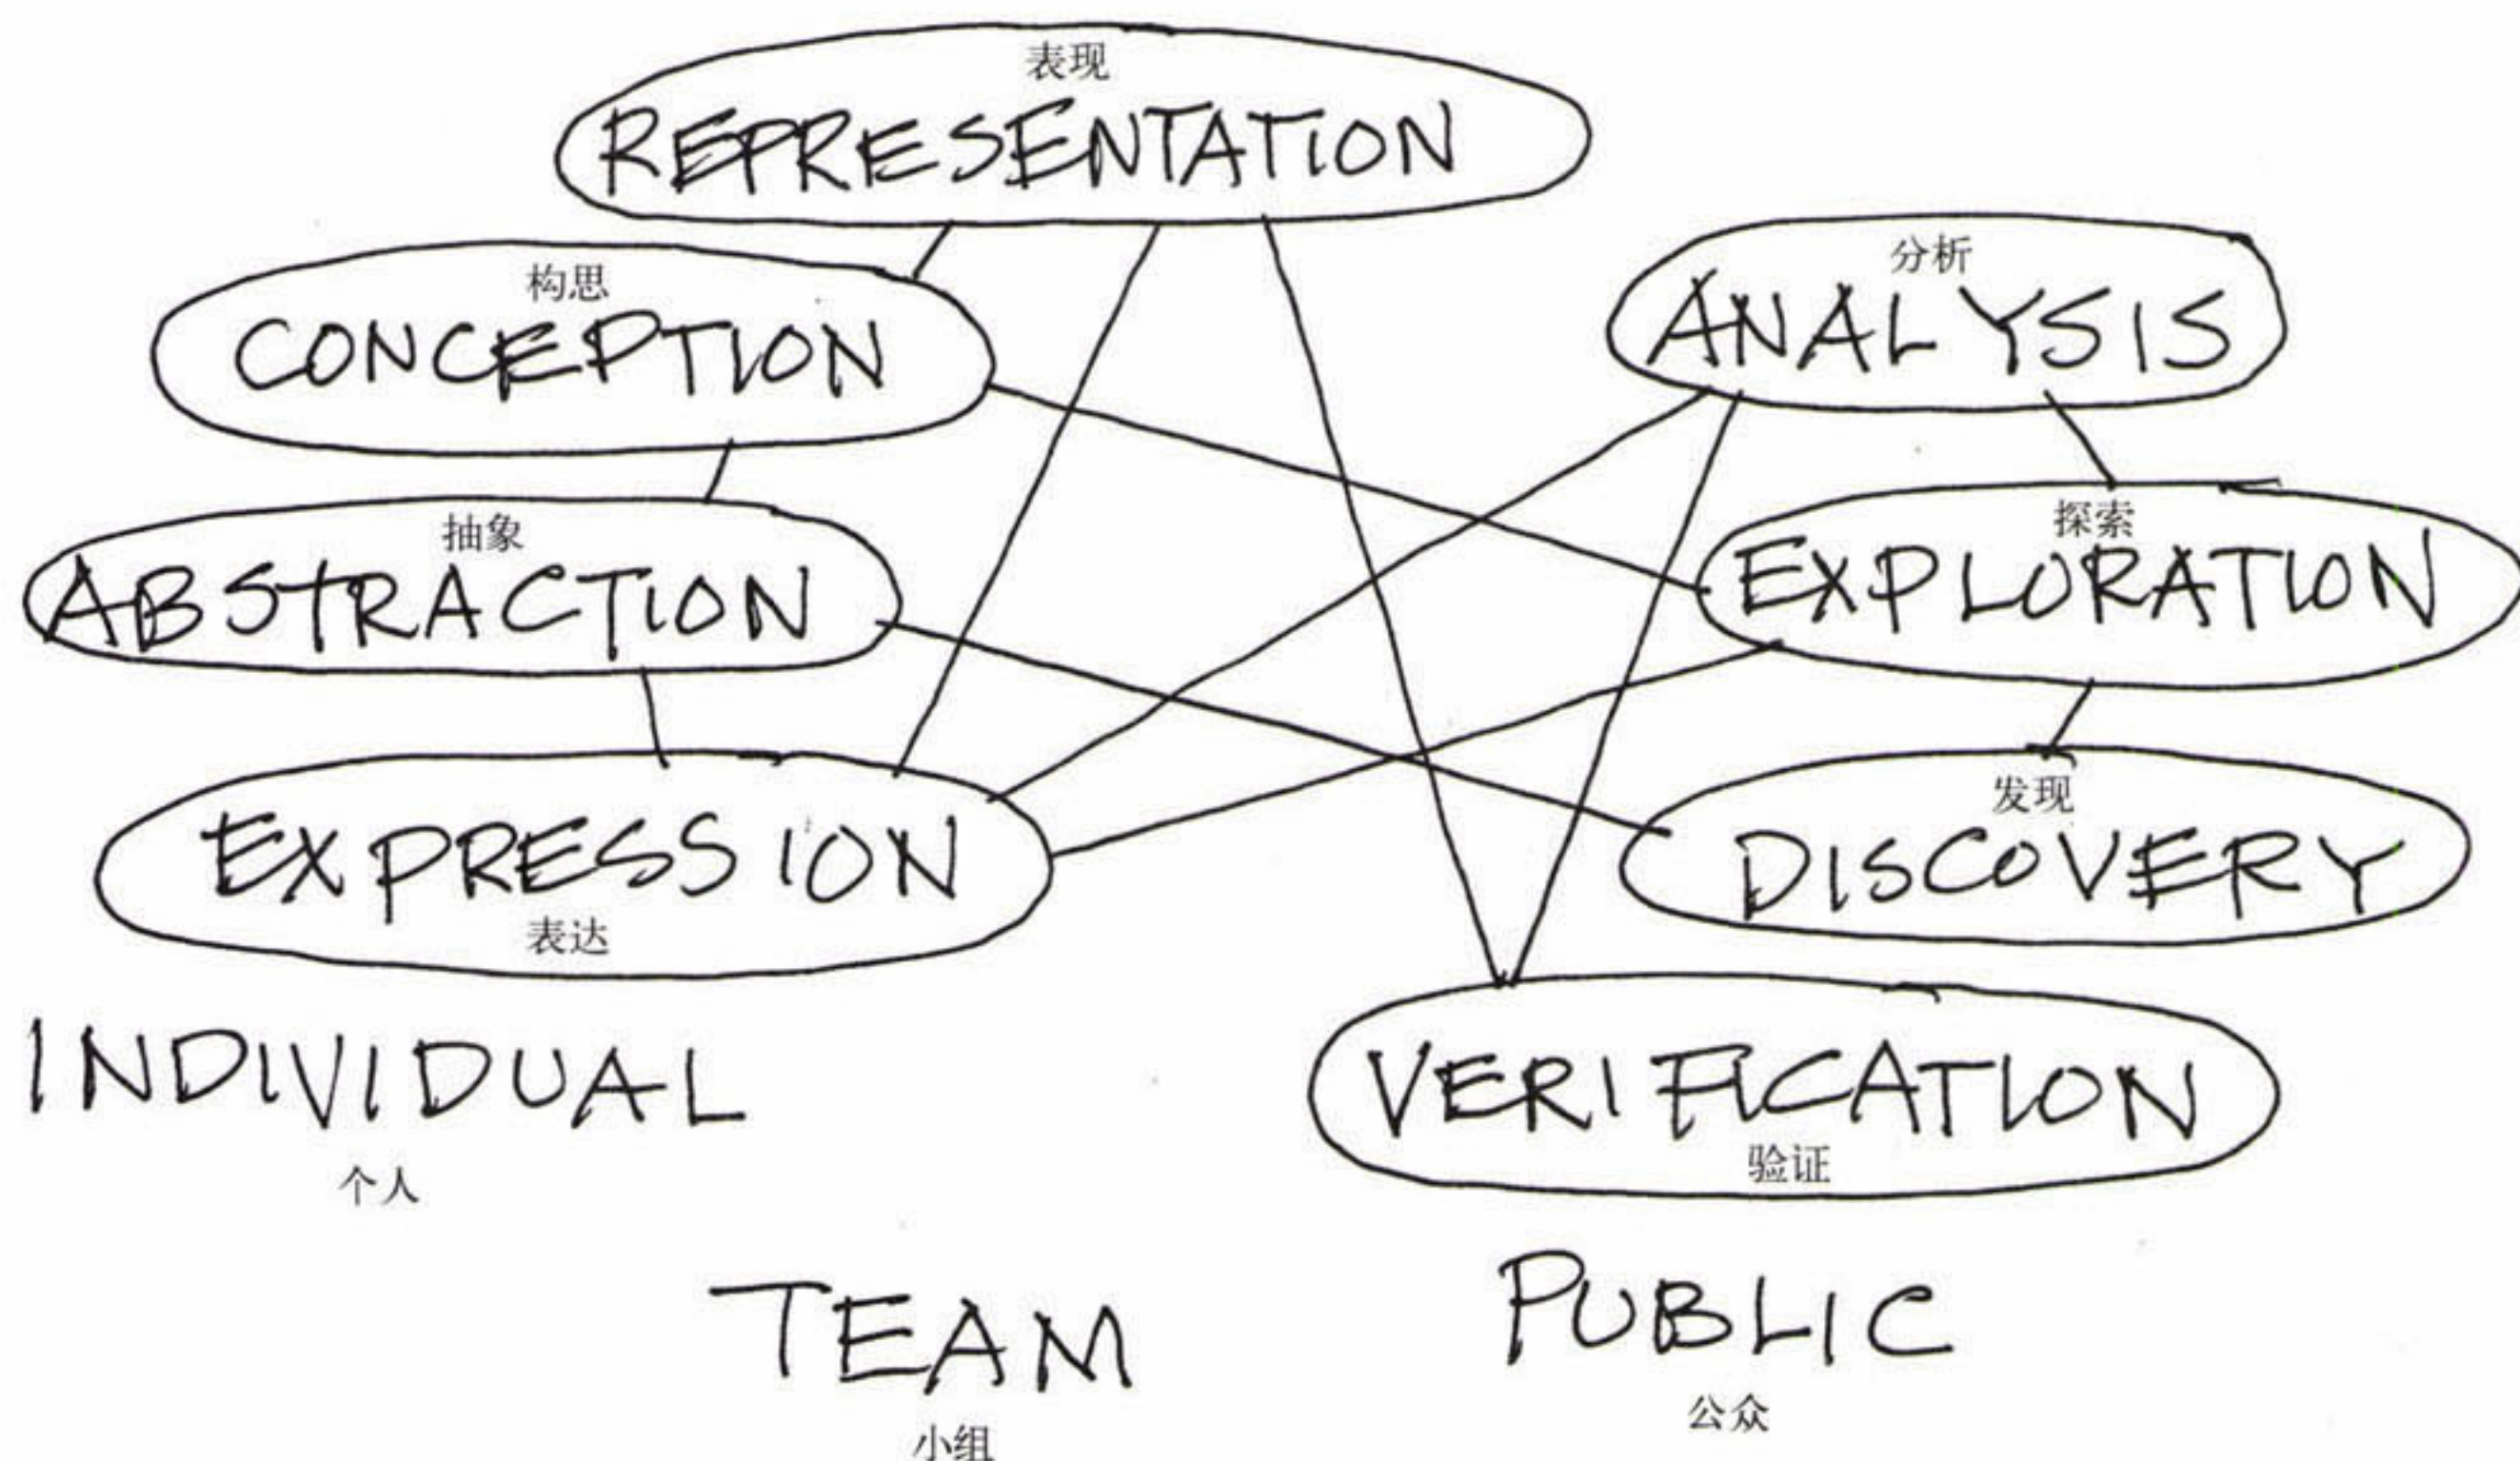 表现
REPRESENTATION
构思
CONCEPTION
分析
ANALYSIS
抽象
ABSTRACTION
探索
EXPLORATION
EXPRESSION
表达
发现
DISCOVERY
INDIVIDUAL
个人
VERIFICATION
验证
TEAM
小组
PUBLIC
公众